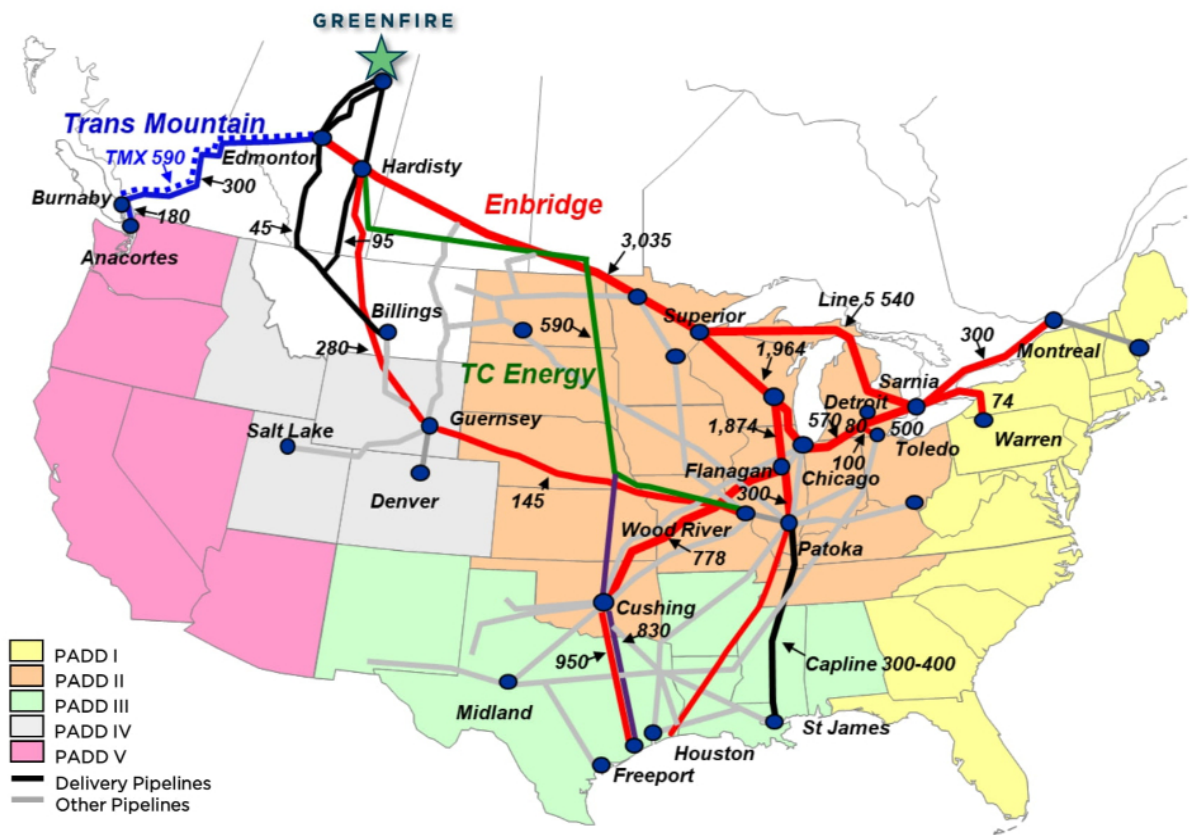 GREENFIRE
Trans Mountain
TMX 590
Edmontor
300
Hardisty
Burnaby
180
Anacortes
45
95
Enbridge
3,035
Billings
280
590
Superior
Line 5 540
1,964
300
Montreal
TC Energy
Sarnia
Detroit
74
Guernsey
Salt Lake
570
80
500
Warren
1,874
Toledo
100
Flanagan
Chicago
Denver
145
300
Wood River
Patoka
778
Cushing
830
950
Capline 300-400
Midland
St James
Houston
Freeport
PADD I
PADD II
PADD III
PADD IV
PADD V
Delivery Pipelines
Other Pipelines